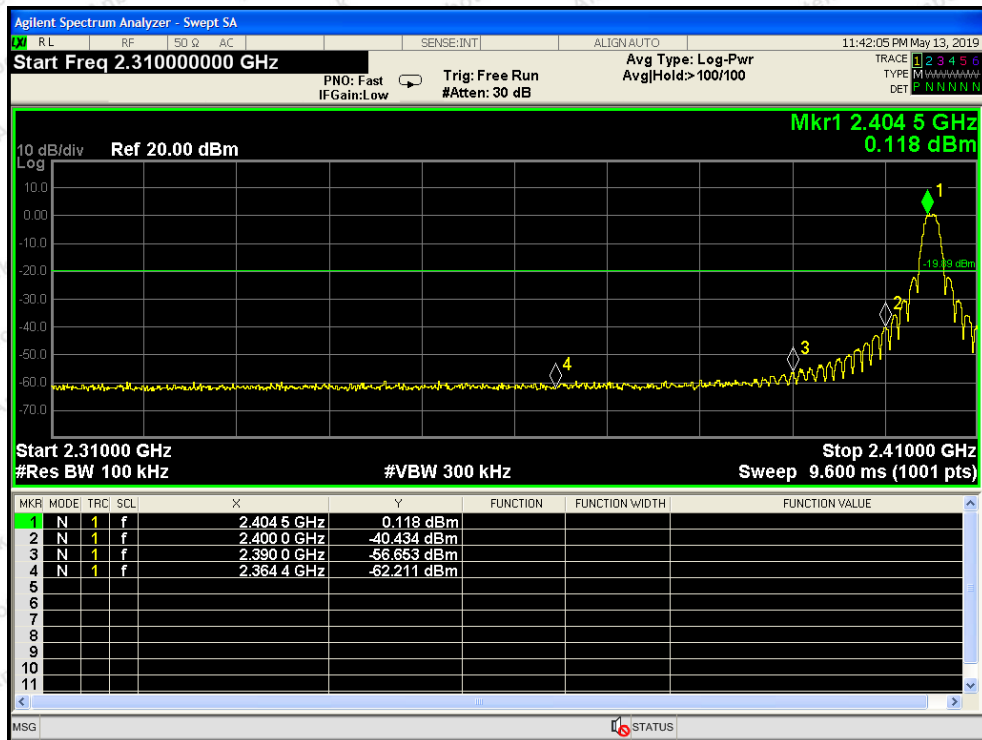 Agilent Spectrum Analyzer - Swept SA
LXI RL RF 50 Ω AC SENSE:INT ALIGNAUTO 11:42:05 PM May 13, 2019
Start Freq 2.310000000 GHz
PNO: Fast
IFGain:Low
Trig: Free Run
#Atten: 30 dB
Avg Type: Log-Pwr
Avg|Hold:>100/100
TRACE 1 2 3 4 5 6
TYPE M WWWWW
DET P N N N N N
Mkr1 2.404 5 GHz
0.118 dBm
10 dB/div Ref 20.00 dBm
Log
10.0
0.00
-10.0
-20.0
-30.0
-40.0
-50.0
-60.0
-70.0
1
-19.89 dBm
2
3
4
Start 2.31000 GHz Stop 2.41000 GHz
#Res BW 100 kHz #VBW 300 kHz Sweep 9.600 ms (1001 pts)
MKR MODE TRC SCL X Y FUNCTION FUNCTION WIDTH FUNCTION VALUE
1 N 1 f 2.404 5 GHz 0.118 dBm
2 N 1 f 2.400 0 GHz -40.434 dBm
3 N 1 f 2.390 0 GHz -56.653 dBm
4 N 1 f 2.364 4 GHz -62.211 dBm
5
6
7
8
9
10
11
MSG STATUS